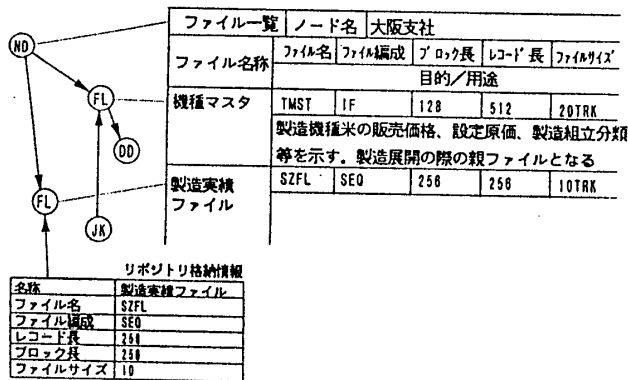 ファイル一覧 ノード名 大阪支社
ファイル名称 ファイル名 ファイル編成 ブロック長 レコード長 ファイルサイズ
目的/用途
機種マスタ TMST IF 128 512 20TRK
製造機種米の販売価格、設定原価、製造組立分類
等を示す。製造展開の際の親ファイルとなる
製造実績ファイル SZFL SEQ 256 256 10TRK
ND
FL
DD
FL
JK
リポジトリ格納情報
名称 製造実績ファイル
ファイル名 SZFL
ファイル編成 SEQ
レコード長 256
ブロック長 256
ファイルサイズ 10